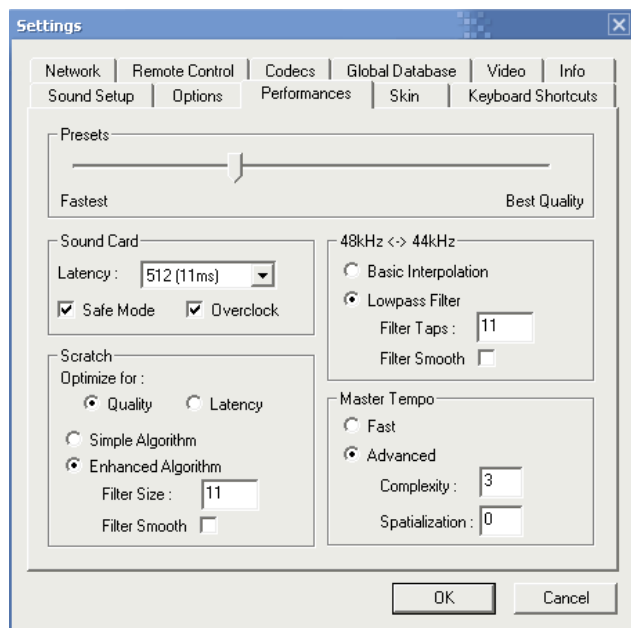 Settings
Network Remote Control Codecs Global Database Video Info
Sound Setup Options Performances Skin Keyboard Shortcuts
Presets
Fastest Best Quality
Sound Card
Latency : 512 (11ms)
Safe Mode Overclock
Scratch
Optimize for :
Quality Latency
Simple Algorithm
Enhanced Algorithm
Filter Size : 11
Filter Smooth
48kHz <-> 44kHz
Basic Interpolation
Lowpass Filter
Filter Taps : 11
Filter Smooth
Master Tempo
Fast
Advanced
Complexity : 3
Spatialization : 0
OK Cancel